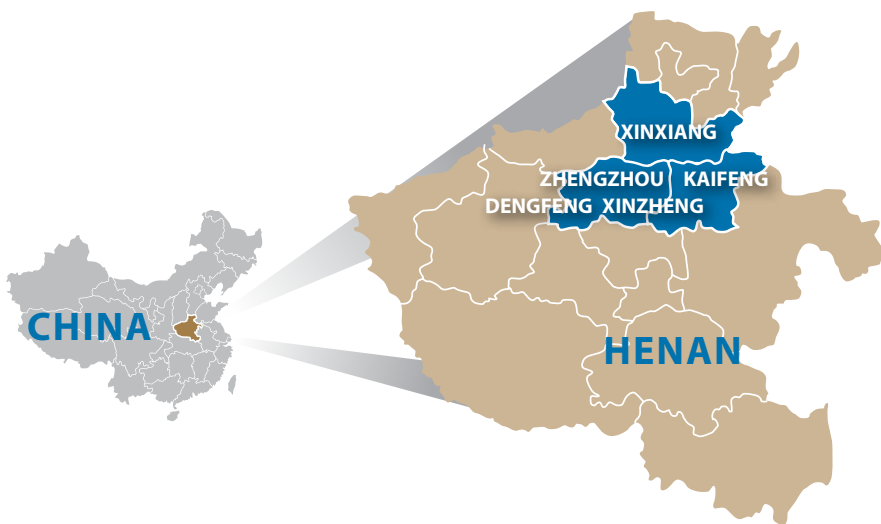 XINXIANG
ZHENGZHOU KAIFENG
DENGFENG XINZHENG
CHINA
HENAN